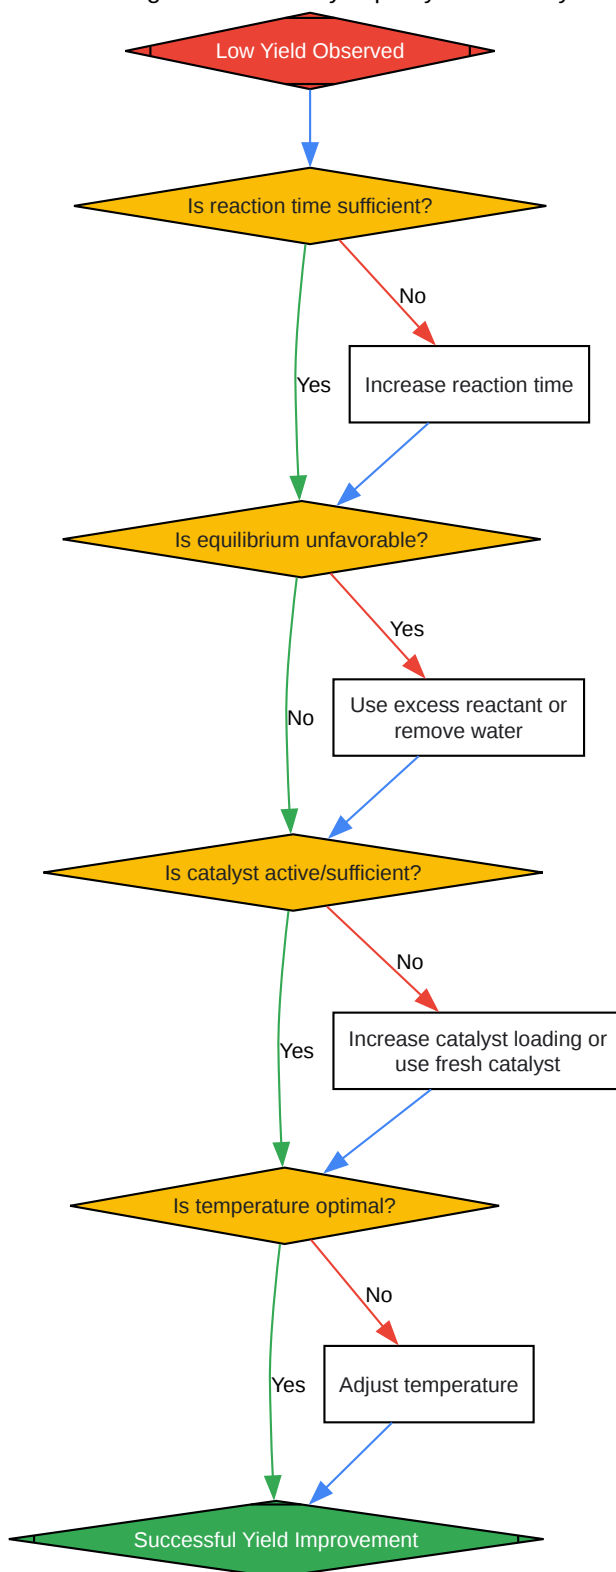 Low Yield Observed
Is reaction time sufficient?
No
Yes
Increase reaction time
Is equilibrium unfavorable?
Yes
No
Use excess reactant or
remove water
Is catalyst active/sufficient?
No
Yes
Increase catalyst loading or
use fresh catalyst
Is temperature optimal?
No
Yes
Adjust temperature
Successful Yield Improvement